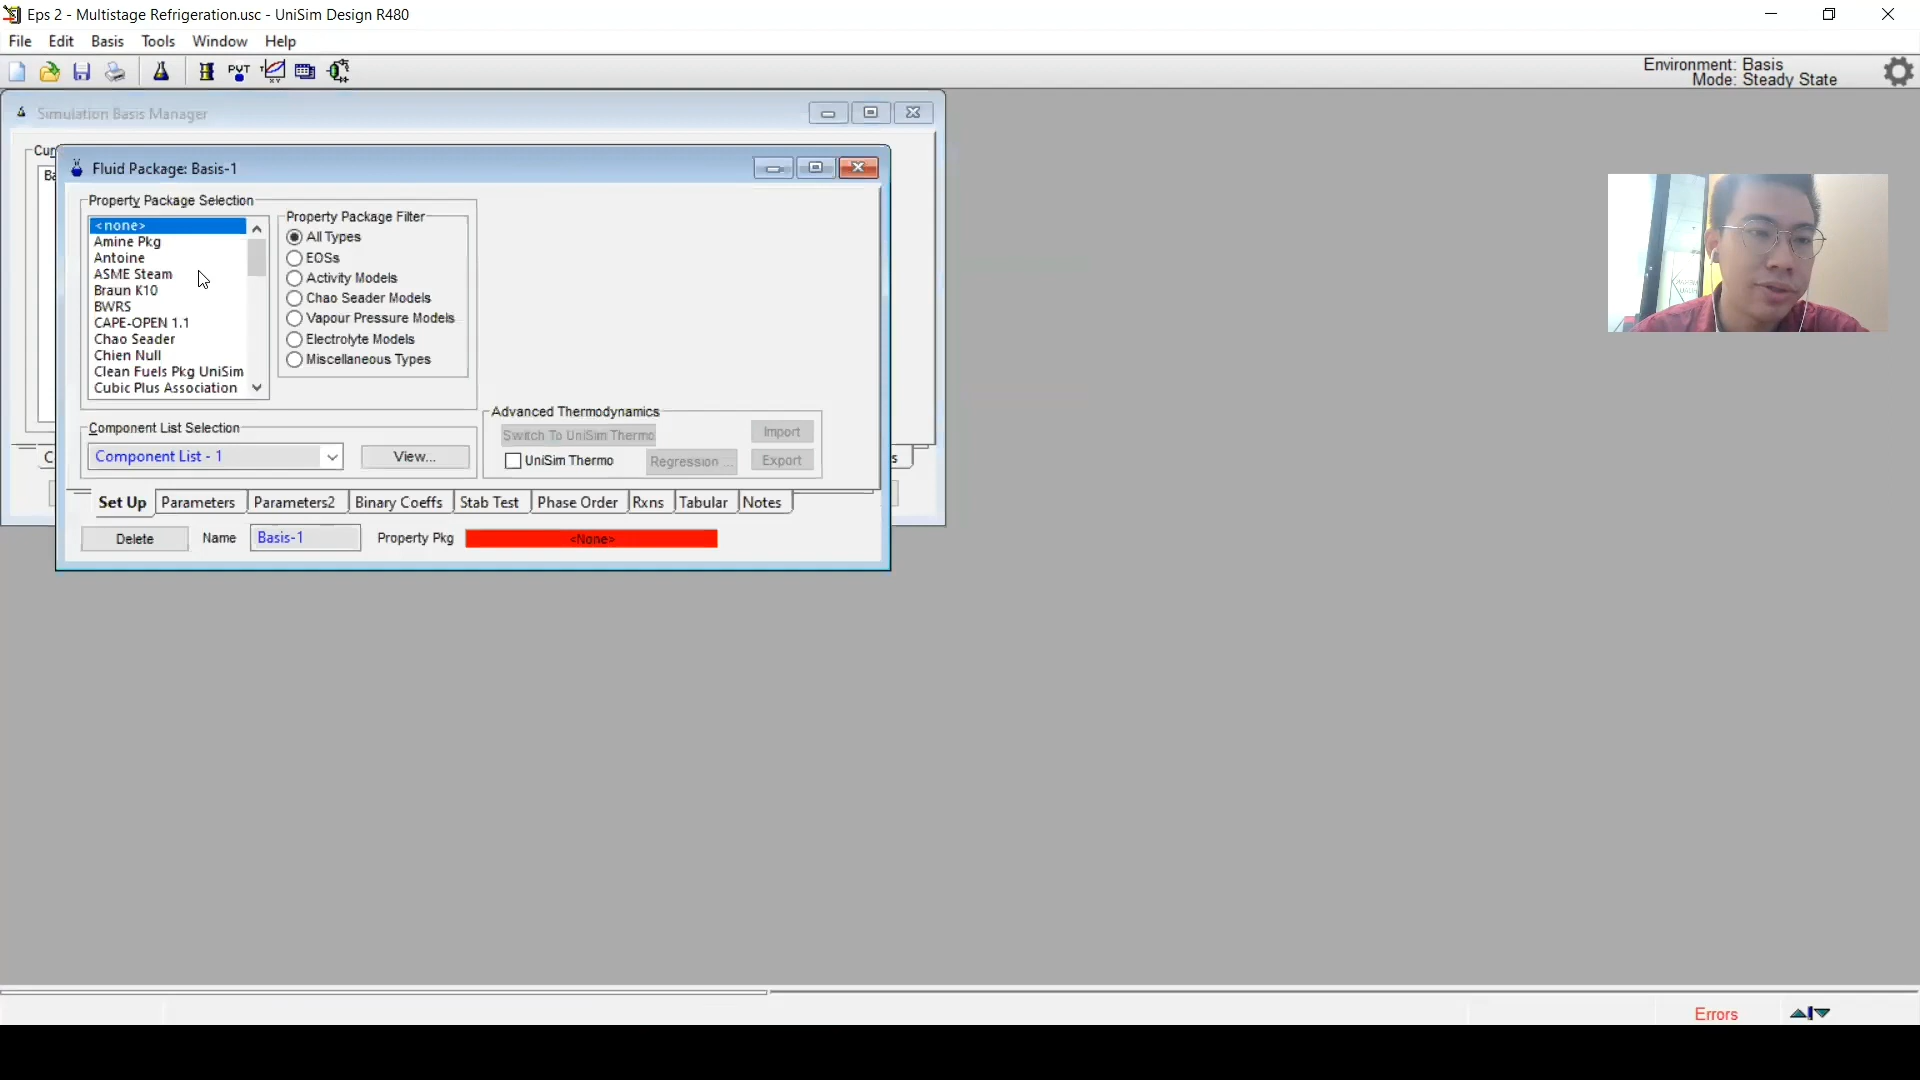 Eps 2 - Multistage Refrigeration.usc - UniSim Design R480
File Edit Basis Tools Window Help
PVT
Environment: Basis
Mode: Steady State
Simulation Basis Manager
Fluid Package: Basis-1
Property Package Selection
<none>
Amine Pkg
Antoine
ASME Steam
Braun K10
BWRS
CAPE-OPEN 1.1
Chao Seader
Chien Null
Clean Fuels Pkg UniSim
Cubic Plus Association
Property Package Filter
All Types
EOSs
Activity Models
Chao Seader Models
Vapour Pressure Models
Electrolyte Models
Miscellaneous Types
Component List Selection
Component List - 1
View...
Advanced Thermodynamics
Switch To UniSim Thermo
UniSim Thermo
Regression ...
Import
Export
Set Up Parameters Parameters2 Binary Coeffs Stab Test Phase Order Rxns Tabular Notes
Delete Name Basis-1 Property Pkg <None>
Errors